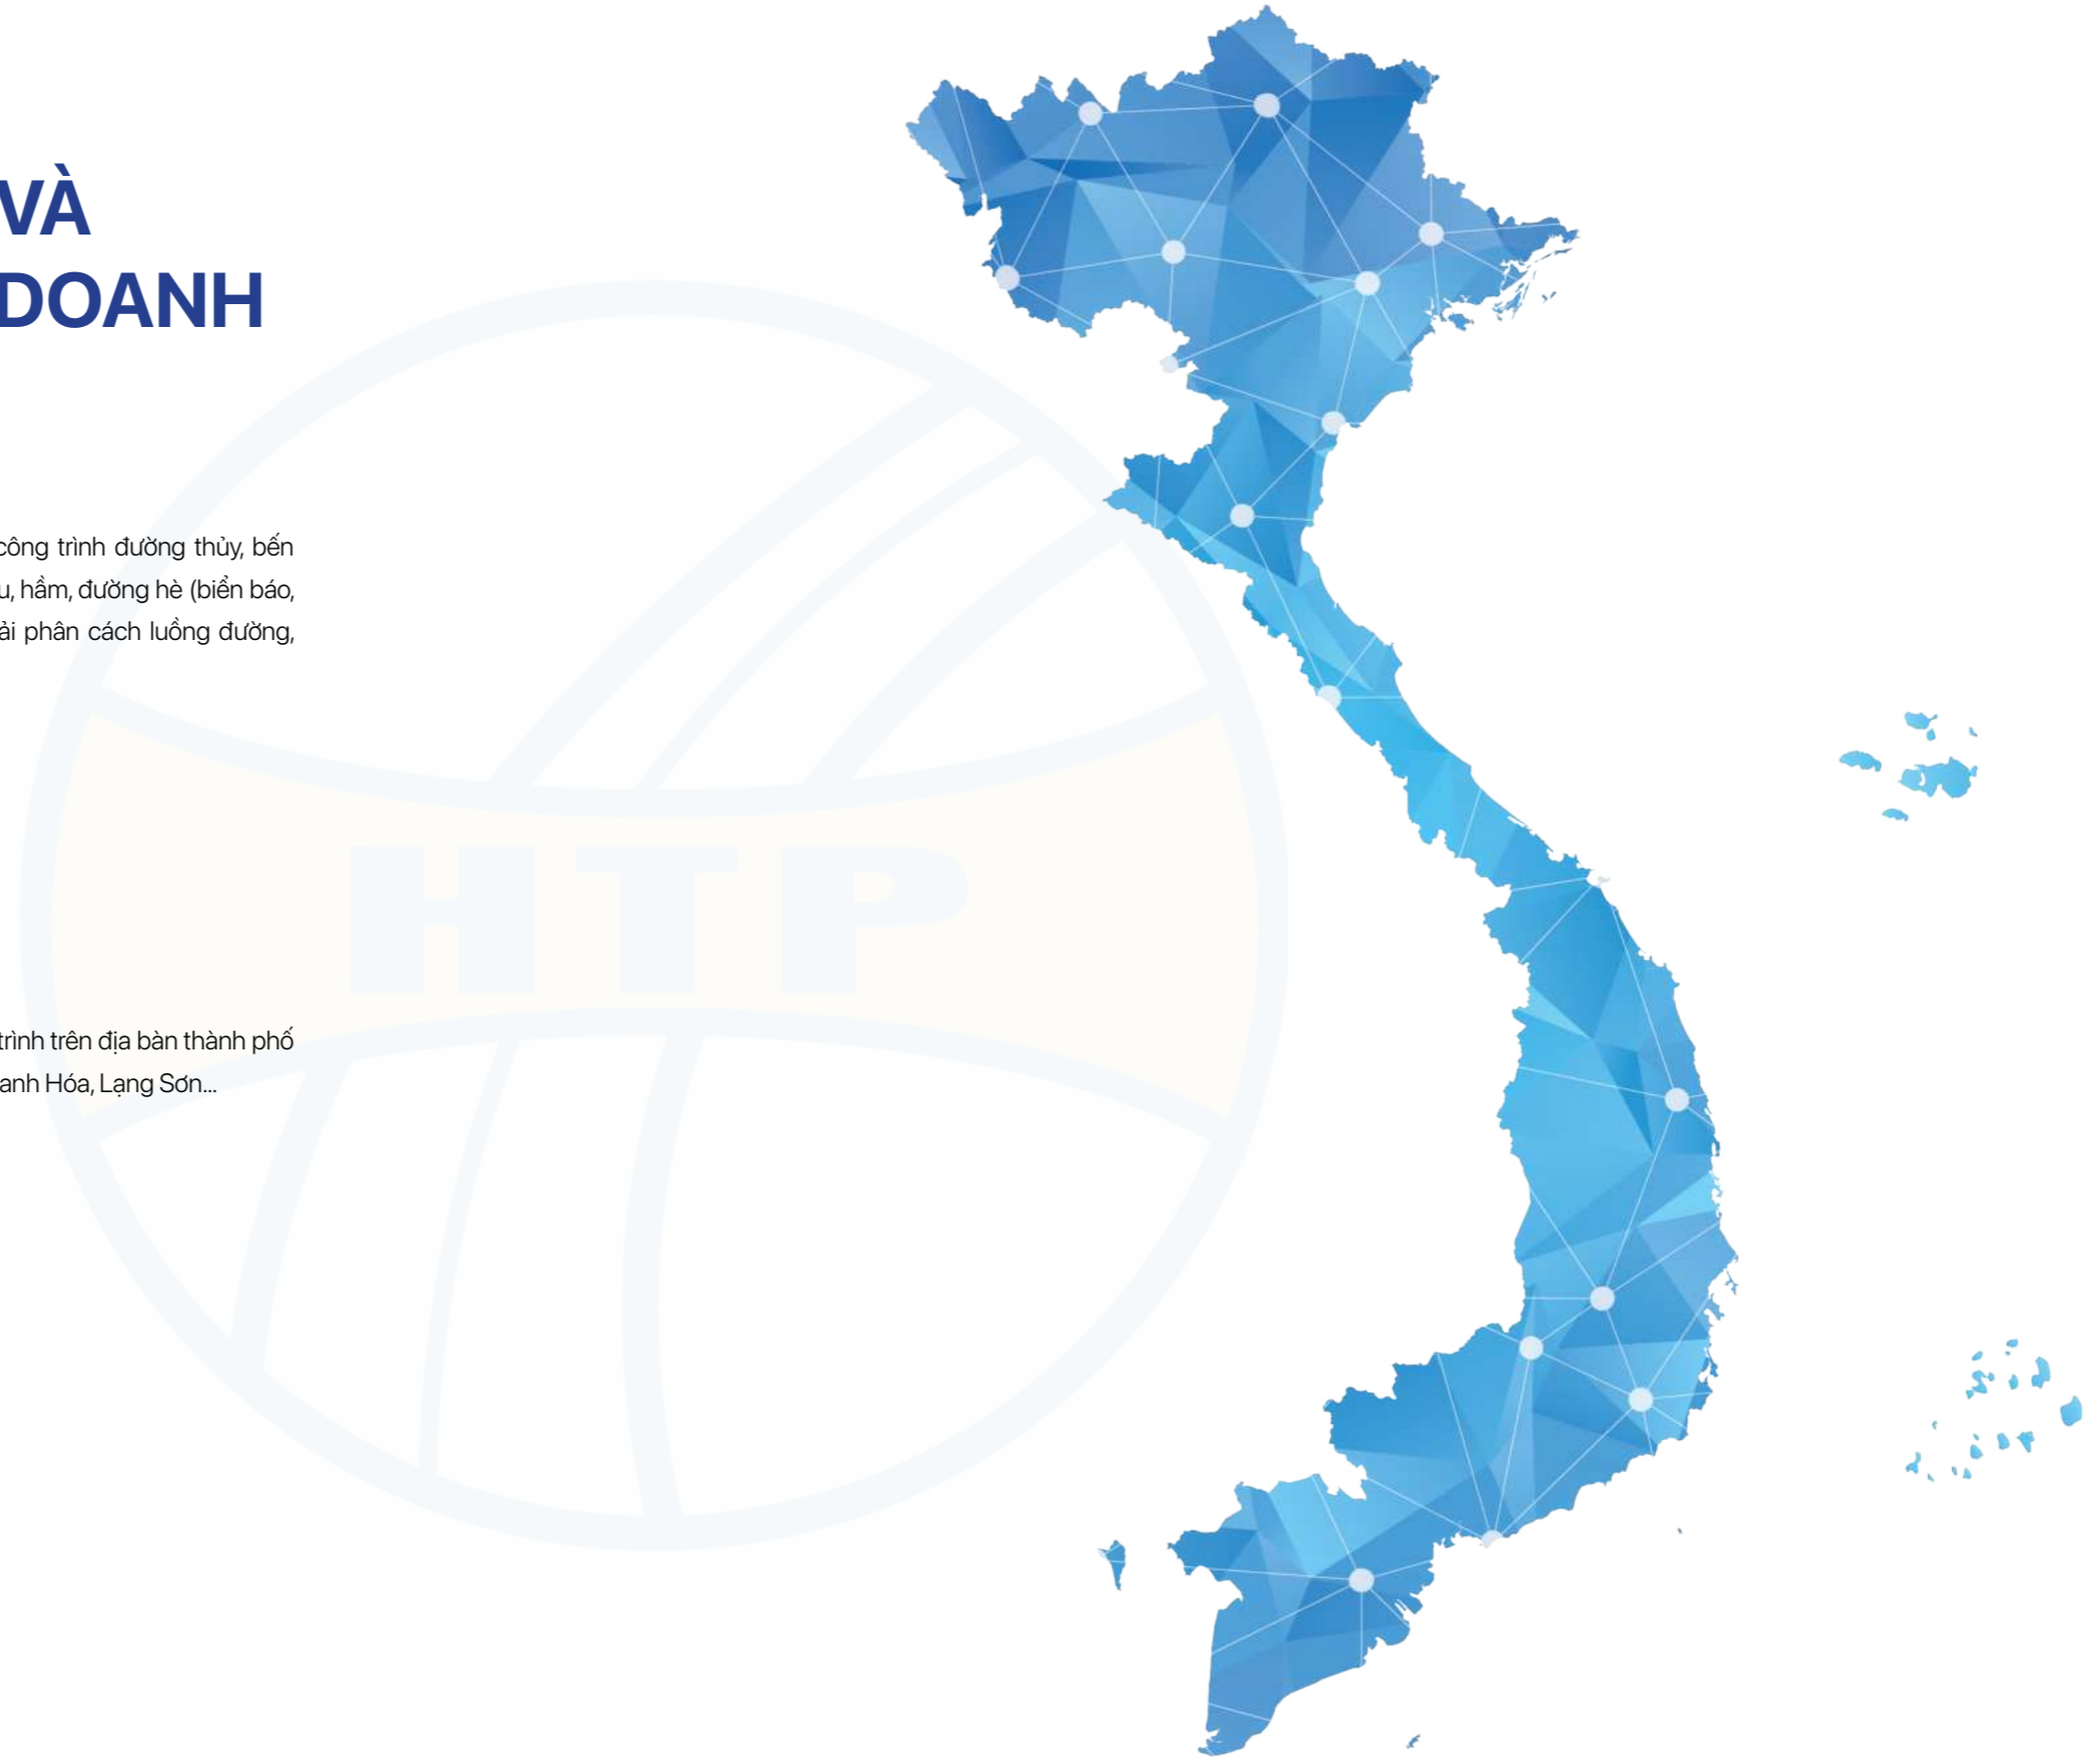 VÀ
DOANH
công trình đường thủy, bến
u, hầm, đường hè (biển báo,
ải phân cách luồng đường,
HTP
trình trên địa bàn thành phố
anh Hóa, Lạng Sơn...